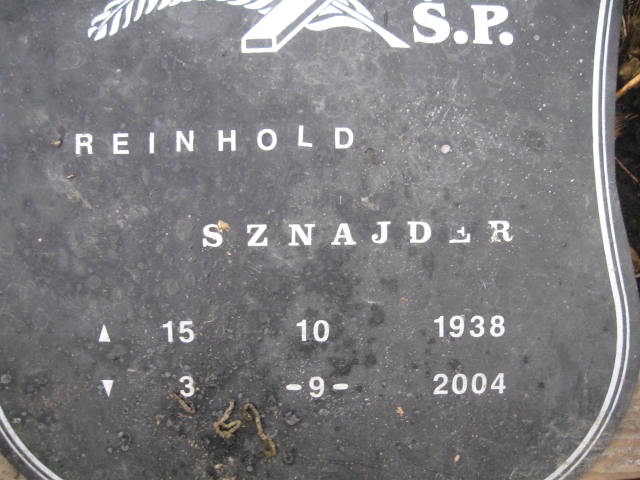 Ś.P.
REINHOLD
SZNAJDER
▲ 15 10 1938
▼ 3 -9- 2004